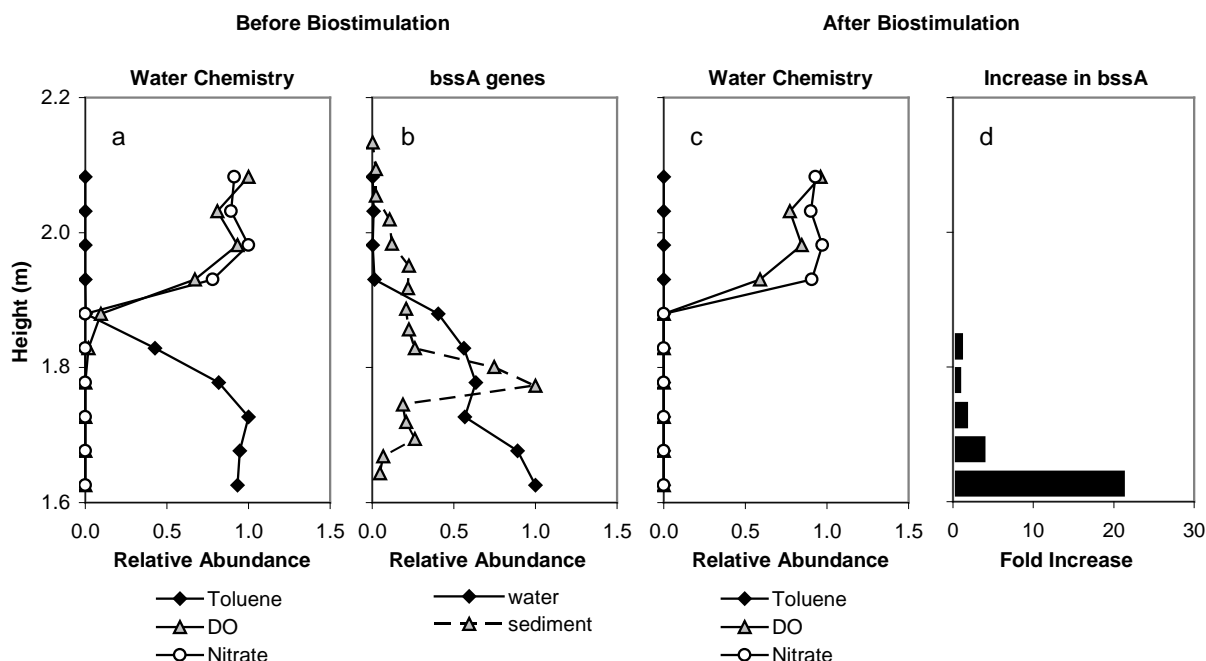 Before Biostimulation
After Biostimulation
Water Chemistry
bssA genes
Water Chemistry
Increase in bssA
Height (m)
2.2
2.0
1.8
1.6
a
b
c
d
0.0 0.5 1.0 1.5
0.0 0.5 1.0 1.5
0.0 0.5 1.0 1.5
0 10 20 30
Relative Abundance
Relative Abundance
Relative Abundance
Fold Increase
Toluene
DO
Nitrate
water
sediment
Toluene
DO
Nitrate